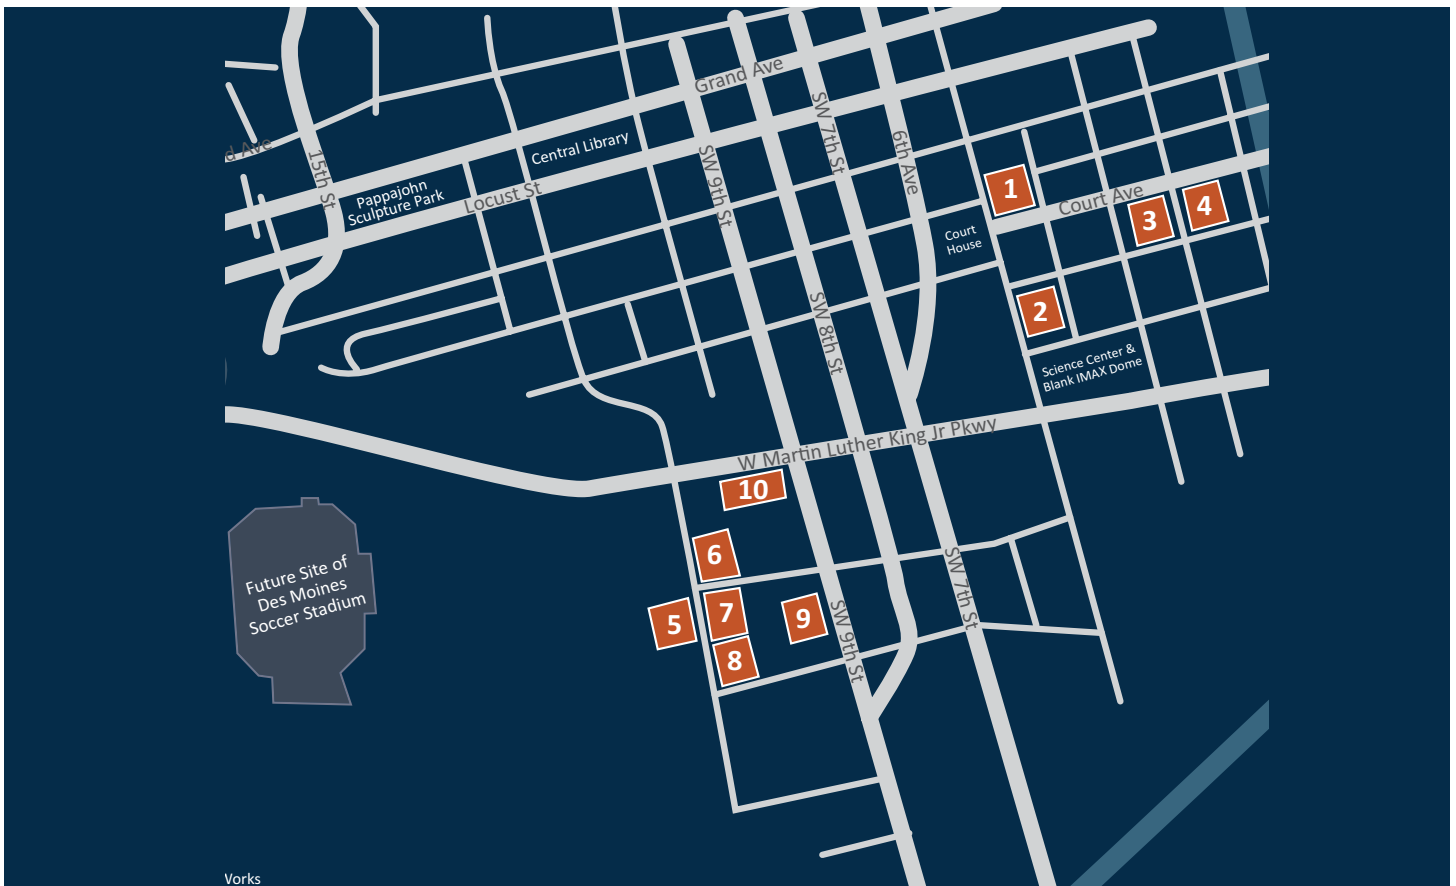 Grand Ave
d Ave
15th St
Pappajohn
Sculpture Park
Central Library
Locust St
SW 9th St
SW 7th St
6th Ave
1
Court Ave
3
4
Court
House
2
SW 8th St
Science Center &
Blank IMAX Dome
W Martin Luther King Jr Pkwy
10
6
Future Site of
Des Moines
Soccer Stadium
5
7
9
8
SW 9th St
SW 7th St
Works